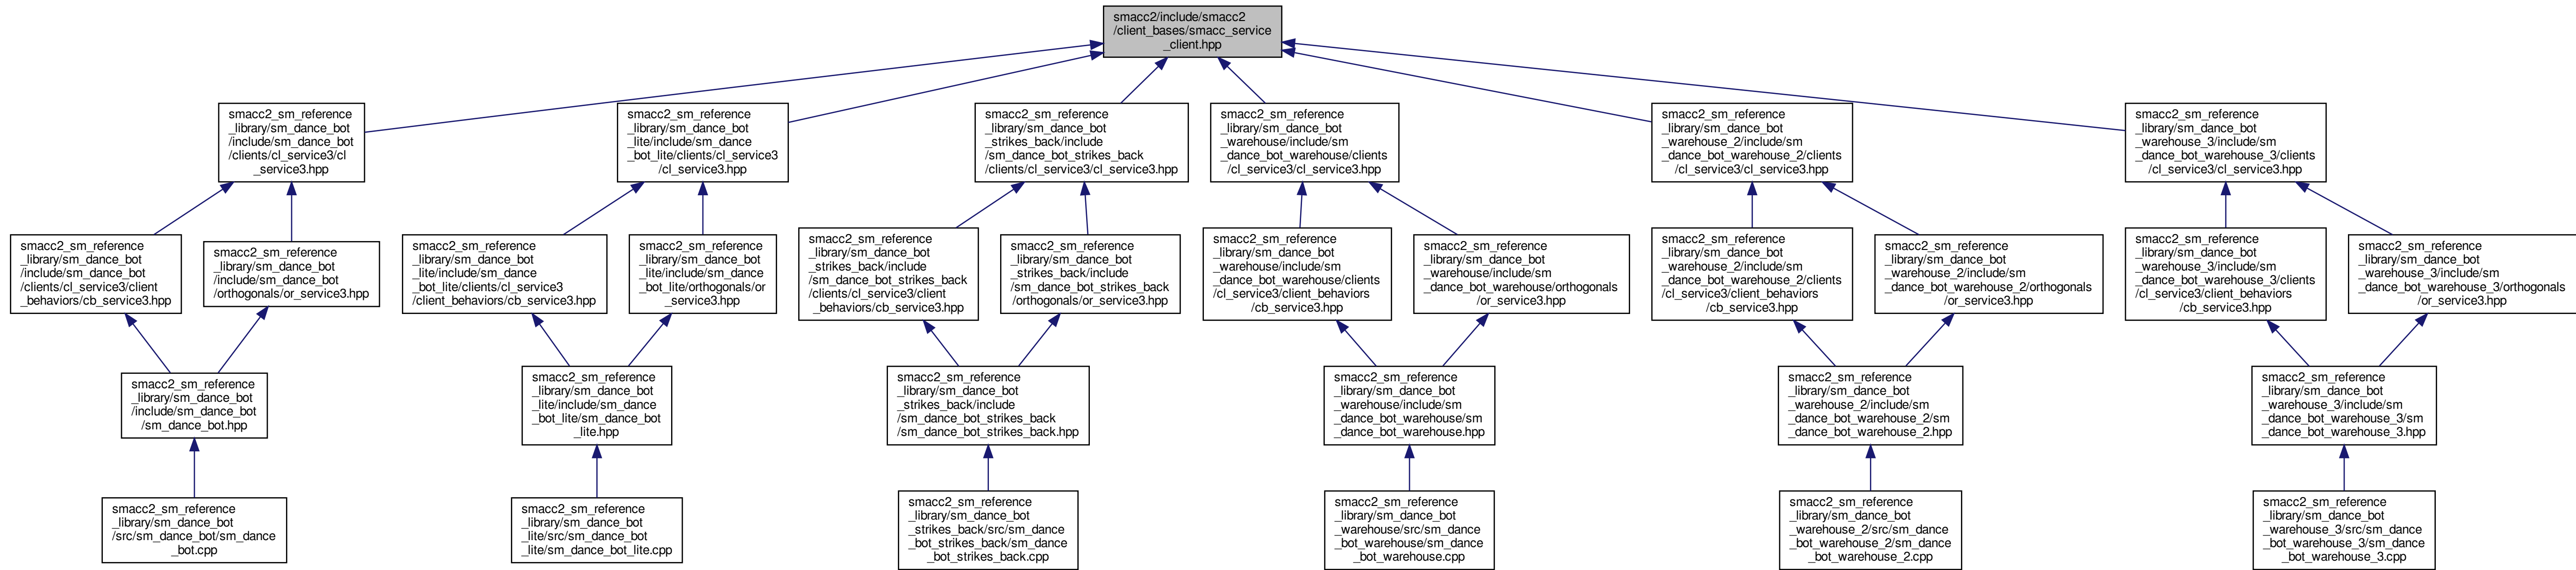 smacc2/include/smacc2
/client_bases/smacc_service
_client.hpp
smacc2_sm_reference
_library/sm_dance_bot
/include/sm_dance_bot
/clients/cl_service3/cl
_service3.hpp
smacc2_sm_reference
_library/sm_dance_bot
_lite/include/sm_dance
_bot_lite/clients/cl_service3
/cl_service3.hpp
smacc2_sm_reference
_library/sm_dance_bot
_strikes_back/include
/sm_dance_bot_strikes_back
/clients/cl_service3/cl_service3.hpp
smacc2_sm_reference
_library/sm_dance_bot
_warehouse/include/sm
_dance_bot_warehouse/clients
/cl_service3/cl_service3.hpp
smacc2_sm_reference
_library/sm_dance_bot
_warehouse_2/include/sm
_dance_bot_warehouse_2/clients
/cl_service3/cl_service3.hpp
smacc2_sm_reference
_library/sm_dance_bot
_warehouse_3/include/sm
_dance_bot_warehouse_3/clients
/cl_service3/cl_service3.hpp
smacc2_sm_reference
_library/sm_dance_bot
/include/sm_dance_bot
/clients/cl_service3/client
_behaviors/cb_service3.hpp
smacc2_sm_reference
_library/sm_dance_bot
/include/sm_dance_bot
/orthogonals/or_service3.hpp
smacc2_sm_reference
_library/sm_dance_bot
_lite/include/sm_dance
_bot_lite/clients/cl_service3
/client_behaviors/cb_service3.hpp
smacc2_sm_reference
_library/sm_dance_bot
_lite/include/sm_dance
_bot_lite/orthogonals/or
_service3.hpp
smacc2_sm_reference
_library/sm_dance_bot
_strikes_back/include
/sm_dance_bot_strikes_back
/clients/cl_service3/client
_behaviors/cb_service3.hpp
smacc2_sm_reference
_library/sm_dance_bot
_strikes_back/include
/sm_dance_bot_strikes_back
/orthogonals/or_service3.hpp
smacc2_sm_reference
_library/sm_dance_bot
_warehouse/include/sm
_dance_bot_warehouse/clients
/cl_service3/client_behaviors
/cb_service3.hpp
smacc2_sm_reference
_library/sm_dance_bot
_warehouse/include/sm
_dance_bot_warehouse/orthogonals
/or_service3.hpp
smacc2_sm_reference
_library/sm_dance_bot
_warehouse_2/include/sm
_dance_bot_warehouse_2/clients
/cl_service3/client_behaviors
/cb_service3.hpp
smacc2_sm_reference
_library/sm_dance_bot
_warehouse_2/include/sm
_dance_bot_warehouse_2/orthogonals
/or_service3.hpp
smacc2_sm_reference
_library/sm_dance_bot
_warehouse_3/include/sm
_dance_bot_warehouse_3/clients
/cl_service3/client_behaviors
/cb_service3.hpp
smacc2_sm_reference
_library/sm_dance_bot
_warehouse_3/include/sm
_dance_bot_warehouse_3/orthogonals
/or_service3.hpp
smacc2_sm_reference
_library/sm_dance_bot
/include/sm_dance_bot
/sm_dance_bot.hpp
smacc2_sm_reference
_library/sm_dance_bot
_lite/include/sm_dance
_bot_lite/sm_dance_bot
_lite.hpp
smacc2_sm_reference
_library/sm_dance_bot
_strikes_back/include
/sm_dance_bot_strikes_back
/sm_dance_bot_strikes_back.hpp
smacc2_sm_reference
_library/sm_dance_bot
_warehouse/include/sm
_dance_bot_warehouse/sm
_dance_bot_warehouse.hpp
smacc2_sm_reference
_library/sm_dance_bot
_warehouse_2/include/sm
_dance_bot_warehouse_2/sm
_dance_bot_warehouse_2.hpp
smacc2_sm_reference
_library/sm_dance_bot
_warehouse_3/include/sm
_dance_bot_warehouse_3/sm
_dance_bot_warehouse_3.hpp
smacc2_sm_reference
_library/sm_dance_bot
/src/sm_dance_bot/sm_dance
_bot.cpp
smacc2_sm_reference
_library/sm_dance_bot
_lite/src/sm_dance_bot
_lite/sm_dance_bot_lite.cpp
smacc2_sm_reference
_library/sm_dance_bot
_strikes_back/src/sm_dance
_bot_strikes_back/sm_dance
_bot_strikes_back.cpp
smacc2_sm_reference
_library/sm_dance_bot
_warehouse/src/sm_dance
_bot_warehouse/sm_dance
_bot_warehouse.cpp
smacc2_sm_reference
_library/sm_dance_bot
_warehouse_2/src/sm_dance
_bot_warehouse_2/sm_dance
_bot_warehouse_2.cpp
smacc2_sm_reference
_library/sm_dance_bot
_warehouse_3/src/sm_dance
_bot_warehouse_3/sm_dance
_bot_warehouse_3.cpp